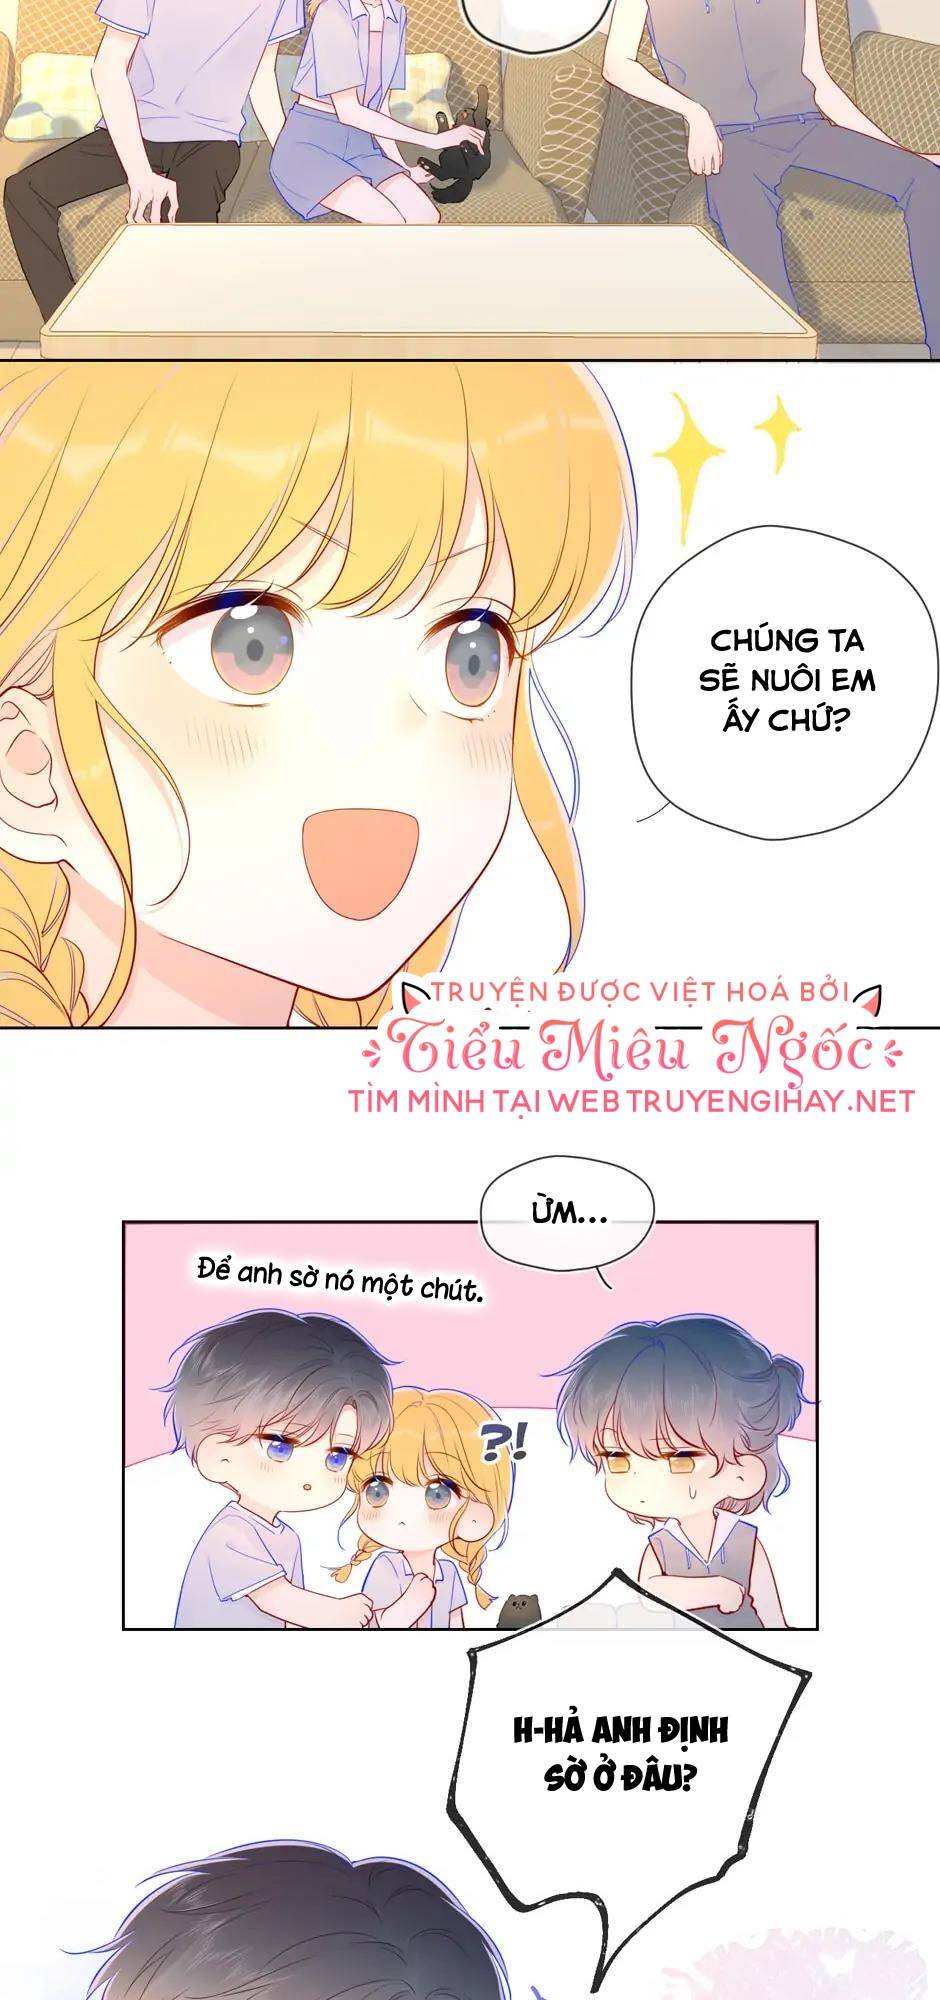 CHÚNG TA
SẼ NUÔI EM
ẤY CHỨ?
TRUYỆN ĐƯỢC VIỆT HOÁ BỞI
Tiểu Miêu Ngốc
TÌM MÌNH TẠI WEB TRUYENGIHAY.NET
ỪM...
Để anh sờ nó một chút.
?!
H-HẢ ANH ĐỊNH
SỜ Ở ĐÂU?